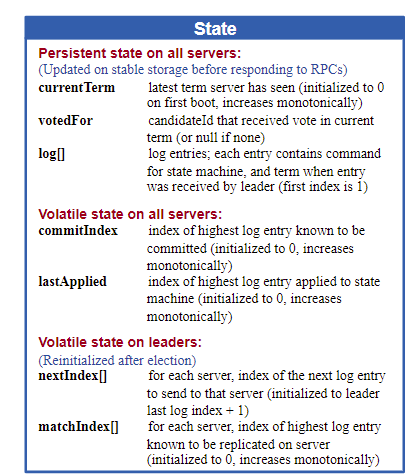 State
Persistent state on all servers:
(Updated on stable storage before responding to RPCs)
currentTerm latest term server has seen (initialized to 0
on first boot, increases monotonically)
votedFor candidateId that received vote in current
term (or null if none)
log[] log entries; each entry contains command
for state machine, and term when entry
was received by leader (first index is 1)
Volatile state on all servers:
commitIndex index of highest log entry known to be
committed (initialized to 0, increases
monotonically)
lastApplied index of highest log entry applied to state
machine (initialized to 0, increases
monotonically)
Volatile state on leaders:
(Reinitialized after election)
nextIndex[] for each server, index of the next log entry
to send to that server (initialized to leader
last log index + 1)
matchIndex[] for each server, index of highest log entry
known to be replicated on server
(initialized to 0, increases monotonically)